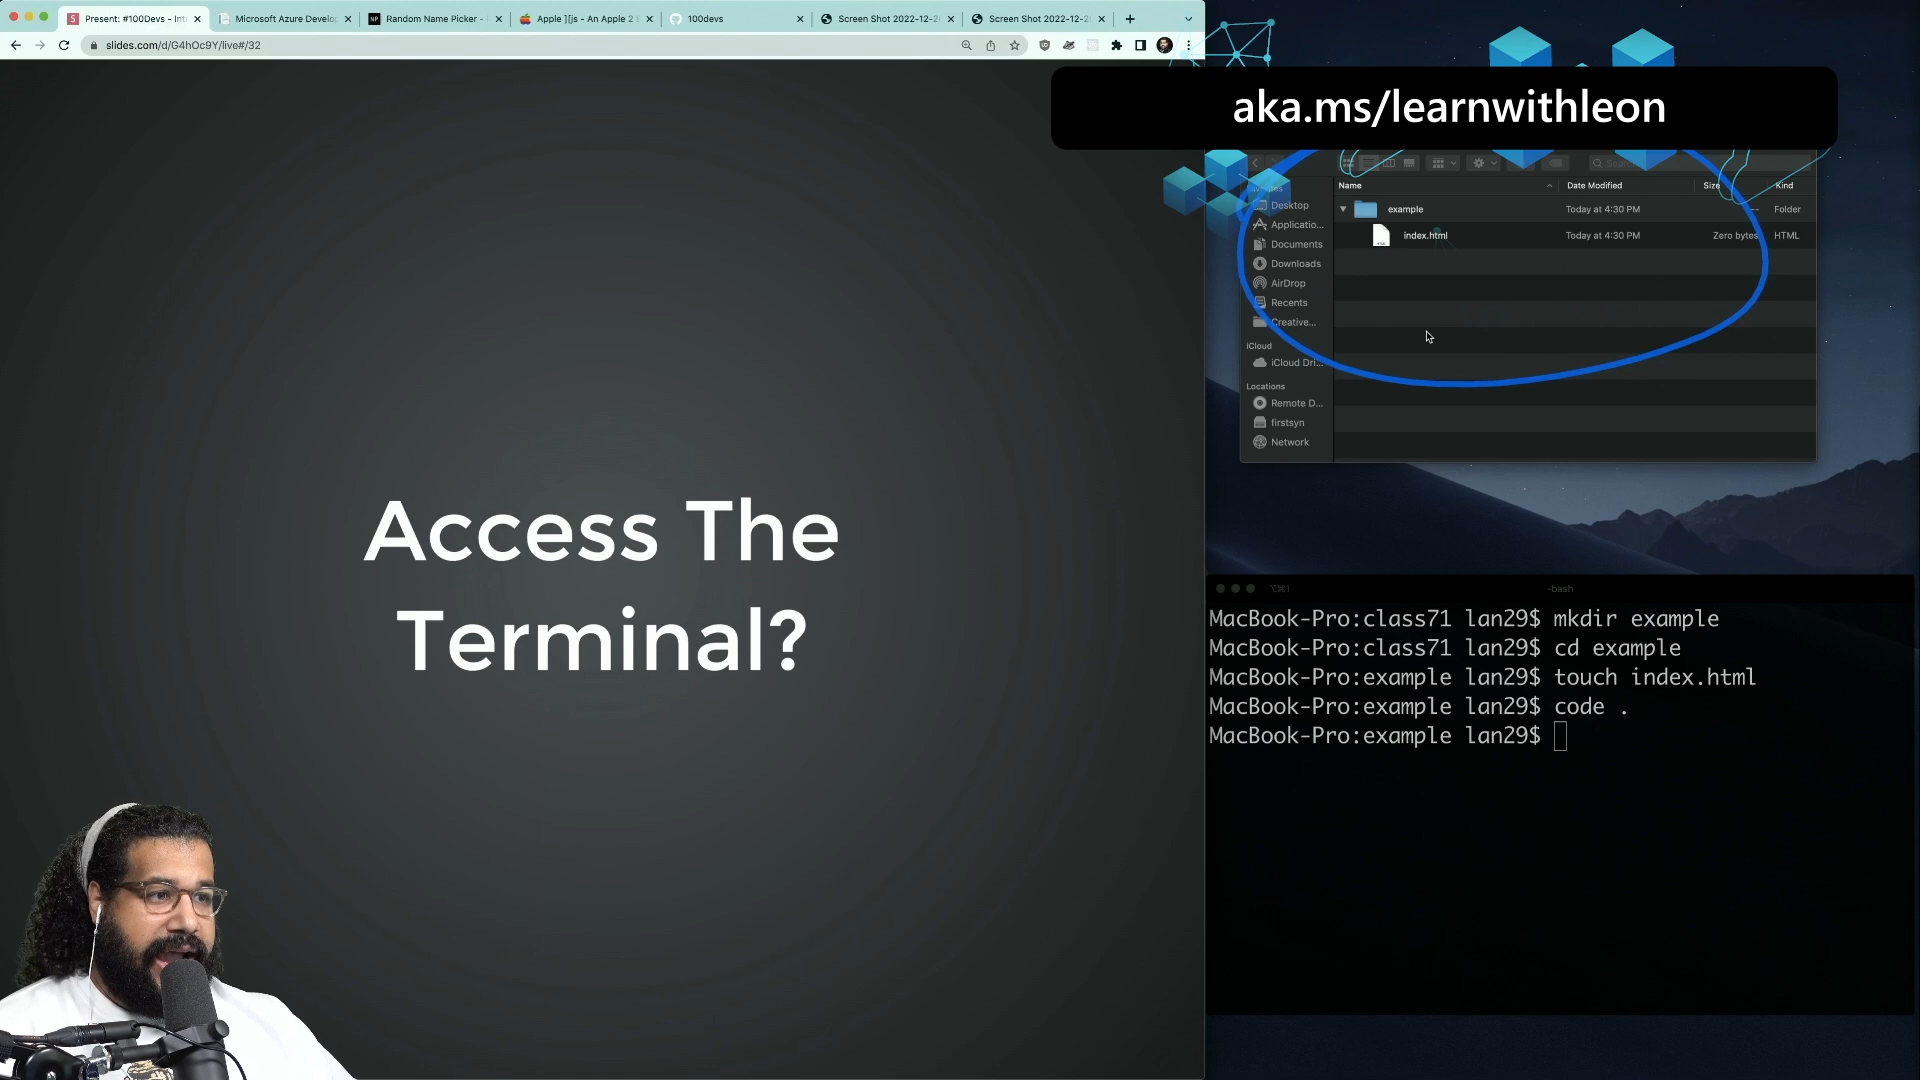 Present: #100Devs - Int
Microsoft Azure Develop
Random Name Picker -
Apple ][js - An Apple 2
100devs
Screen Shot 2022-12-2
Screen Shot 2022-12-2
slides.com/d/G4hOc9Y/live#/32
aka.ms/learnwithleon
Name
Date Modified
Size
Kind
Desktop
Applicatio...
Documents
Downloads
AirDrop
Recents
Creative...
iCloud
iCloud Dri...
Locations
Remote D...
firstsyn
Network
example
Today at 4:30 PM
--
Folder
index.html
Today at 4:30 PM
Zero bytes
HTML
Access The
Terminal?
⌥⌘1
-bash
MacBook-Pro:class71 lan29$ mkdir example
MacBook-Pro:class71 lan29$ cd example
MacBook-Pro:example lan29$ touch index.html
MacBook-Pro:example lan29$ code .
MacBook-Pro:example lan29$